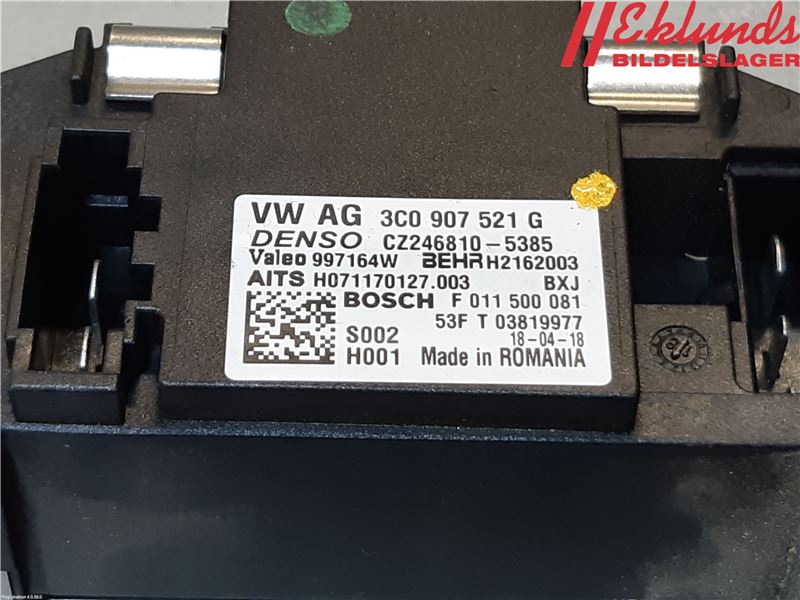 Eklunds
BILDELSLAGER
VW AG 3C0 907 521 G
DENSO CZ246810-5385
Valeo 997164W BEHR H2162003
AITS H071170127.003 BXJ
BOSCH F 011 500 081
53F T 03819977
S002 18-04-18
H001 Made in ROMANIA